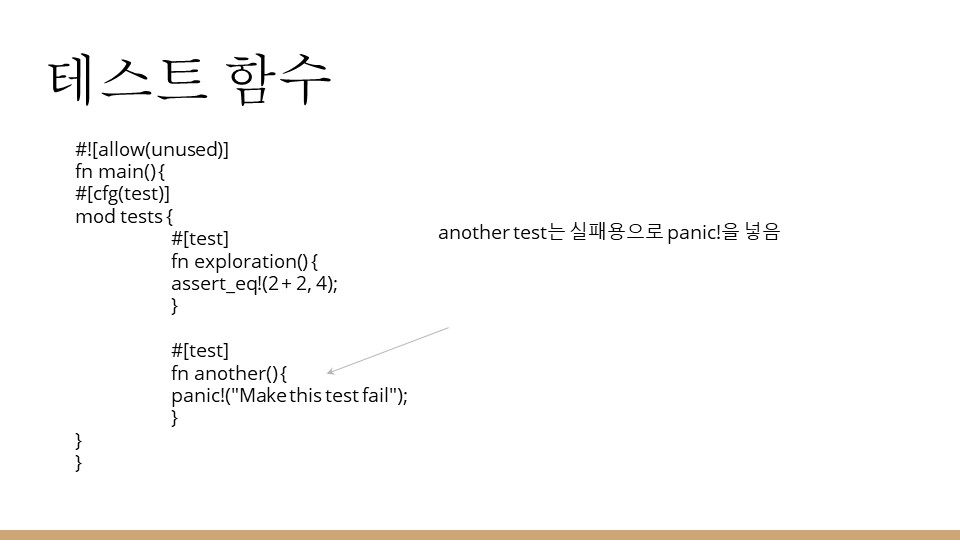 테스트 함수
#![allow(unused)]
fn main() {
#[cfg(test)]
mod tests {
#[test]
fn exploration() {
assert_eq!(2 + 2, 4);
}
#[test]
fn another() {
panic!("Make this test fail");
}
}
}
another test는 실패용으로 panic!을 넣음